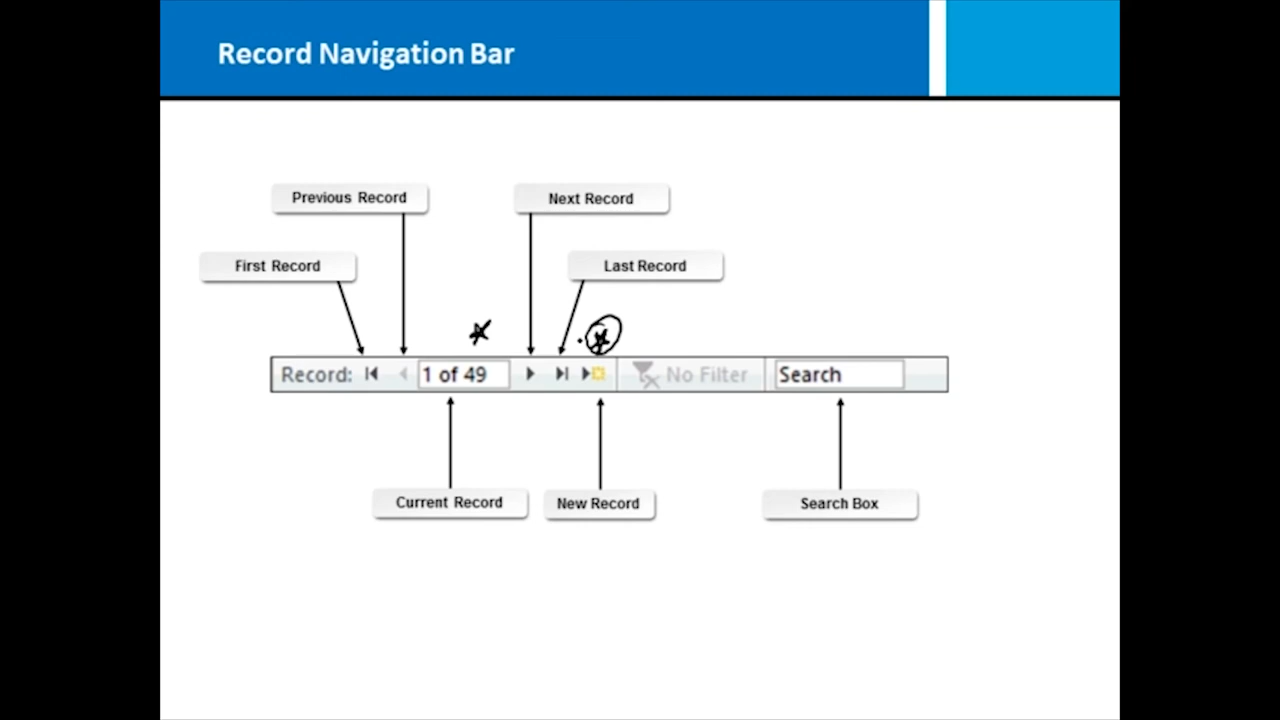 Record Navigation Bar
Previous Record
Next Record
First Record
Last Record
Record: 1 of 49 No Filter Search
Current Record
New Record
Search Box